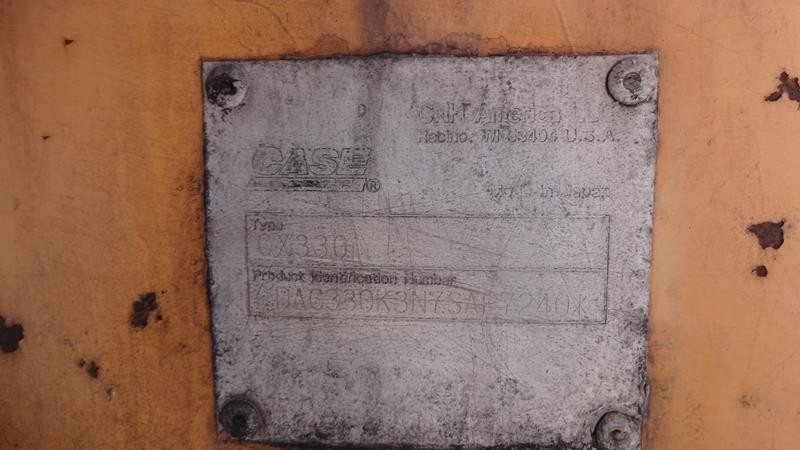 CNH America LLC
Racine, WI 53404 U.S.A.
CASE
®
Made in Japan
Type
CX330
Product Identification Number